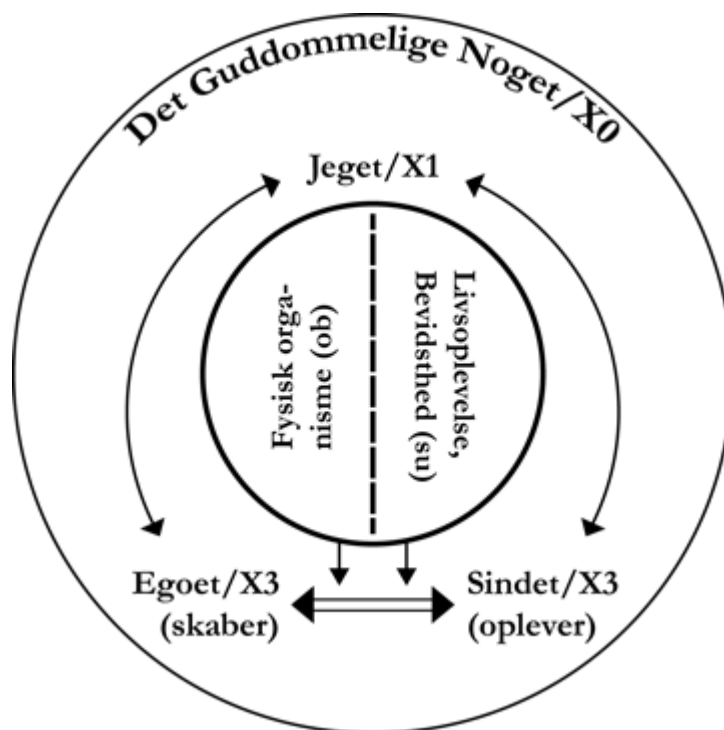 Det Guddommelige Noget/X0
Jeget/X1
Fysisk orga-
nisme (ob)
Livsoplevelse,
Bevidsthed (su)
Egoet/X3
(skaber)
Sindet/X3
(oplever)